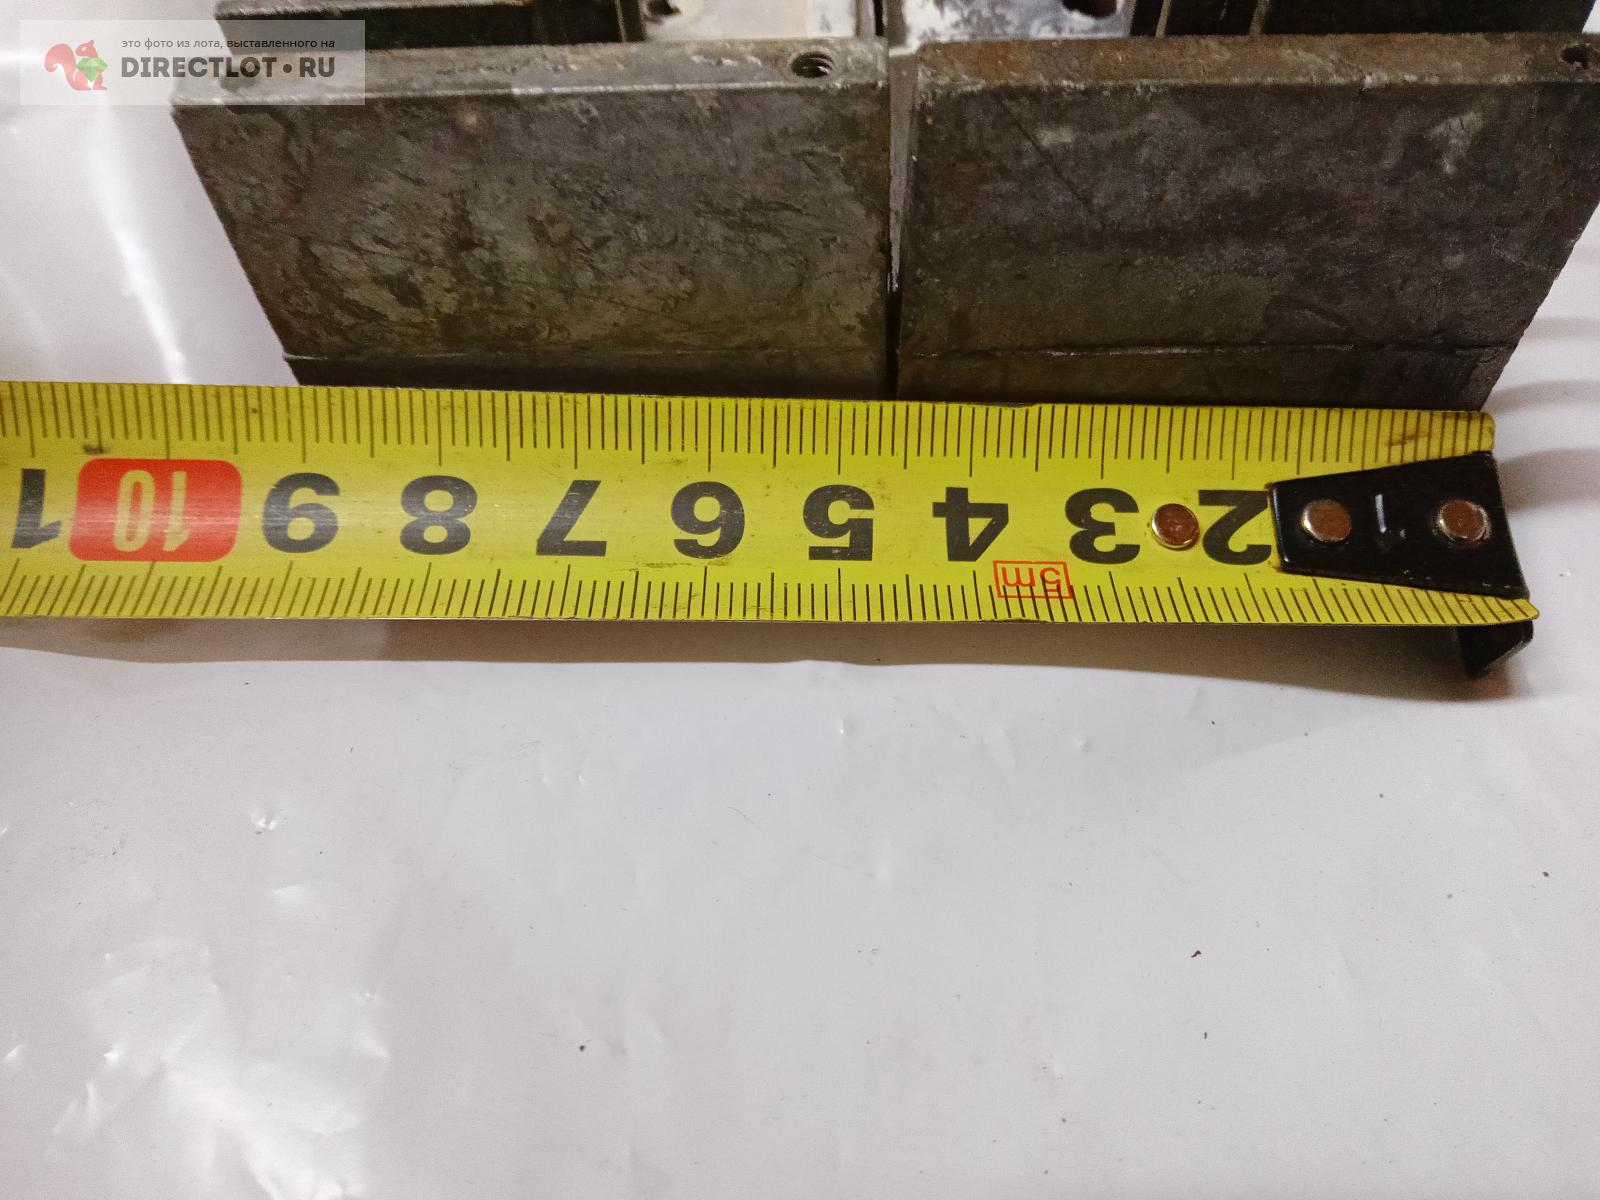 это фото из лота, выставленного на
DIRECTLOT•RU
1 10 9 8 7 6 5 4 3 2 1
5m